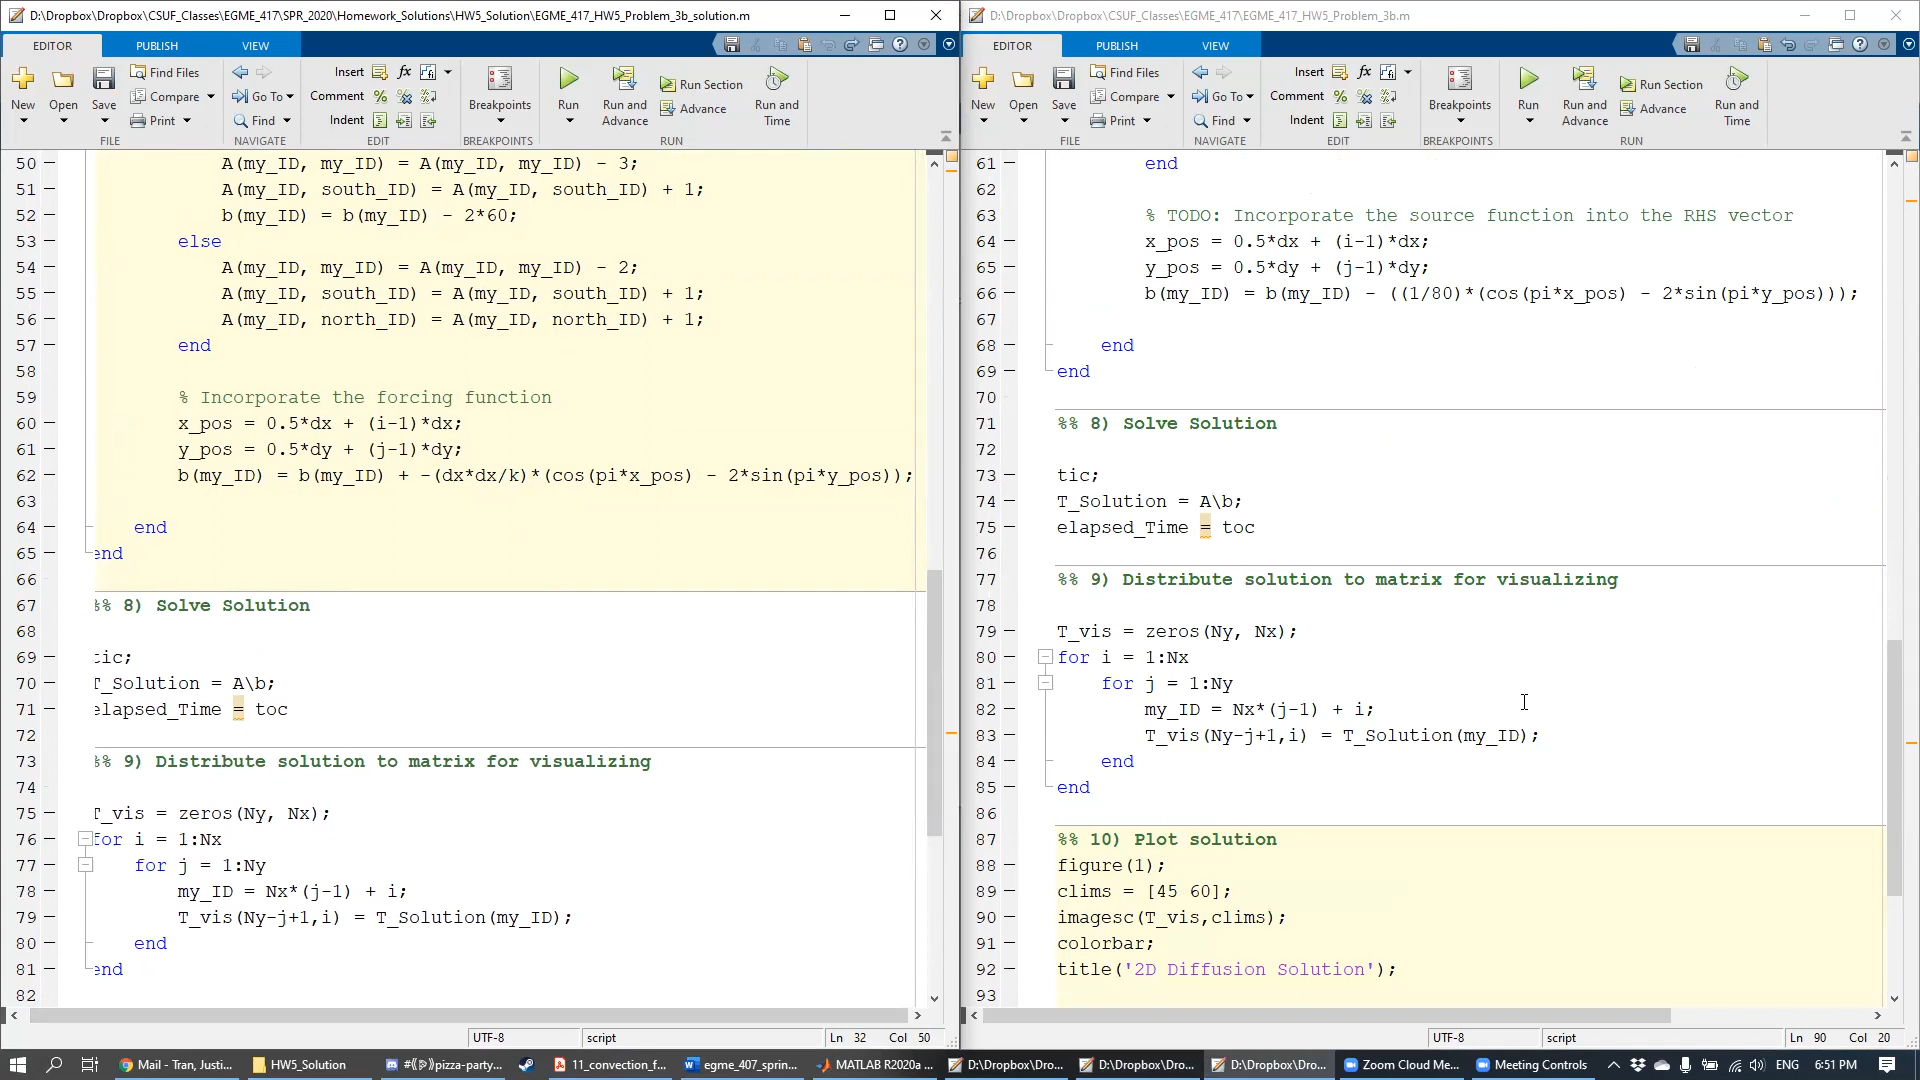 D:\Dropbox\Dropbox\CSUF_Classes\EGME_417\SPR_2020\Homework_Solutions\HW5_Solution\EGME_417_HW5_Problem_3b_solution.m
EDITOR PUBLISH VIEW
New Open Save
Find Files
Compare
Print
Go To
Find
Insert fx
Comment
Indent
Breakpoints
Run
Run and Advance
Run Section
Advance
Run and Time
FILE NAVIGATE EDIT BREAKPOINTS RUN
50 A(my_ID, my_ID) = A(my_ID, my_ID) - 3;
51 A(my_ID, south_ID) = A(my_ID, south_ID) + 1;
52 b(my_ID) = b(my_ID) - 2*60;
53 else
54 A(my_ID, my_ID) = A(my_ID, my_ID) - 2;
55 A(my_ID, south_ID) = A(my_ID, south_ID) + 1;
56 A(my_ID, north_ID) = A(my_ID, north_ID) + 1;
57 end
58
59 % Incorporate the forcing function
60 x_pos = 0.5*dx + (i-1)*dx;
61 y_pos = 0.5*dy + (j-1)*dy;
62 b(my_ID) = b(my_ID) + -(dx*dx/k)*(cos(pi*x_pos) - 2*sin(pi*y_pos));
63
64 end
65 end
66
67 %% 8) Solve Solution
68
69 tic;
70 T_Solution = A\b;
71 elapsed_Time = toc
72
73 %% 9) Distribute solution to matrix for visualizing
74
75 T_vis = zeros(Ny, Nx);
76 for i = 1:Nx
77 for j = 1:Ny
78 my_ID = Nx*(j-1) + i;
79 T_vis(Ny-j+1,i) = T_Solution(my_ID);
80 end
81 end
82
UTF-8 script Ln 32 Col 50
D:\Dropbox\Dropbox\CSUF_Classes\EGME_417\EGME_417_HW5_Problem_3b.m
EDITOR PUBLISH VIEW
New Open Save
Find Files
Compare
Print
Go To
Find
Insert fx
Comment
Indent
Breakpoints
Run
Run and Advance
Run Section
Advance
Run and Time
FILE NAVIGATE EDIT BREAKPOINTS RUN
61 end
62
63 % TODO: Incorporate the source function into the RHS vector
64 x_pos = 0.5*dx + (i-1)*dx;
65 y_pos = 0.5*dy + (j-1)*dy;
66 b(my_ID) = b(my_ID) - ((1/80)*(cos(pi*x_pos) - 2*sin(pi*y_pos)));
67
68 end
69 end
70
71 %% 8) Solve Solution
72
73 tic;
74 T_Solution = A\b;
75 elapsed_Time = toc
76
77 %% 9) Distribute solution to matrix for visualizing
78
79 T_vis = zeros(Ny, Nx);
80 for i = 1:Nx
81 for j = 1:Ny
82 my_ID = Nx*(j-1) + i;
83 T_vis(Ny-j+1,i) = T_Solution(my_ID);
84 end
85 end
86
87 %% 10) Plot solution
88 figure(1);
89 clims = [45 60];
90 imagesc(T_vis,clims);
91 colorbar;
92 title('2D Diffusion Solution');
93
UTF-8 script Ln 90 Col 20
Mail - Tran, Justi... HW5_Solution #((P))pizza-party... 11_convection_f... egme_407_sprin... MATLAB R2020a ... D:\Dropbox\Dro... D:\Dropbox\Dro... D:\Dropbox\Dro... Zoom Cloud Me... Meeting Controls ENG 6:51 PM